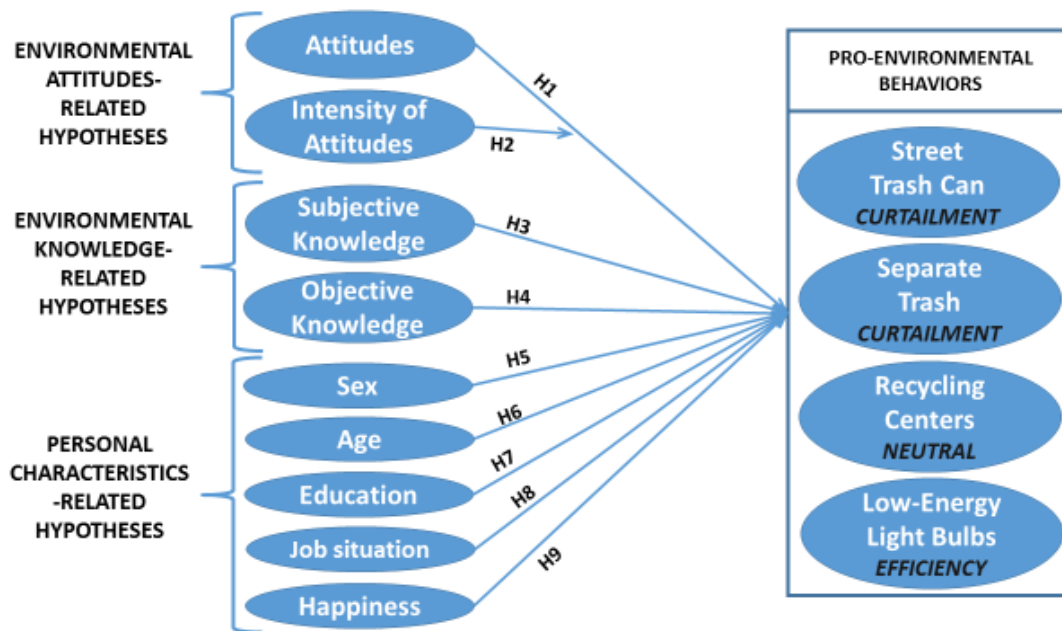 ENVIRONMENTAL
ATTITUDES-
RELATED
HYPOTHESES
ENVIRONMENTAL
KNOWLEDGE-
RELATED
HYPOTHESES
PERSONAL
CHARACTERISTICS
-RELATED
HYPOTHESES
Attitudes
Intensity of
Attitudes
Subjective
Knowledge
Objective
Knowledge
Sex
Age
Education
Job situation
Happiness
H1
H2
H3
H4
H5
H6
H7
H8
H9
PRO-ENVIRONMENTAL
BEHAVIORS
Street
Trash Can
CURTAILMENT
Separate
Trash
CURTAILMENT
Recycling
Centers
NEUTRAL
Low-Energy
Light Bulbs
EFFICIENCY